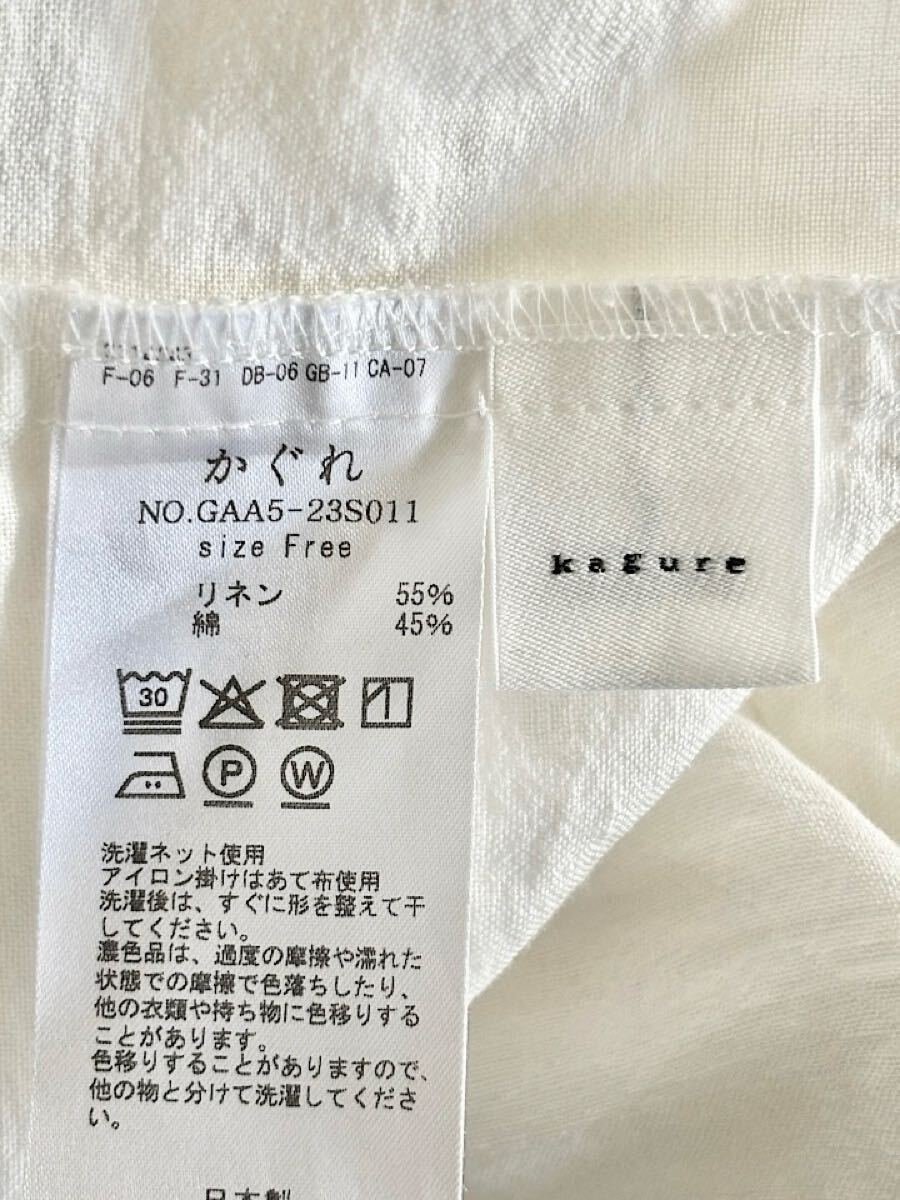 F-06 F-31 DB-06 GB-11 CA-07
かぐれ
NO.GAA5-23S011
size Free
リネン 55%
綿 45%
30
P W
洗濯ネット使用
アイロン掛けはあて布使用
洗濯後は、すぐに形を整えて干
してください。
濃色品は、過度の摩擦や濡れた
状態での摩擦で色落ちしたり、
他の衣類や持ち物に色移りする
ことがあります。
色移りすることがありますので、
他の物と分けて洗濯してくださ
い。
日本製
kagure